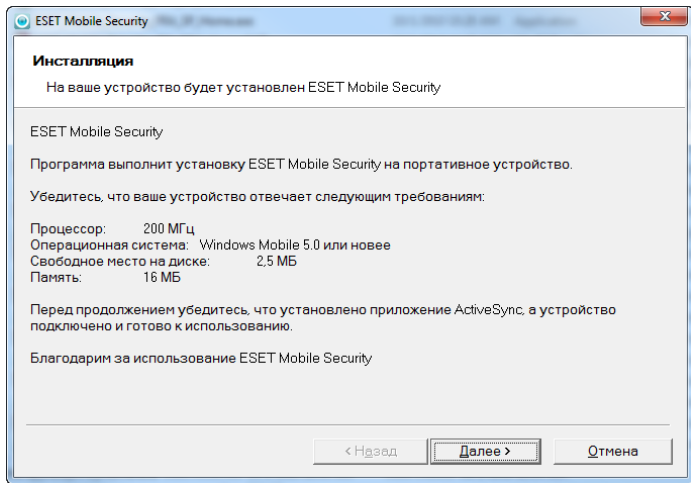 ESET Mobile Security
Инсталляция
На ваше устройство будет установлен ESET Mobile Security
ESET Mobile Security
Программа выполнит установку ESET Mobile Security на портативное устройство.
Убедитесь, что ваше устройство отвечает следующим требованиям:
Процессор: 200 МГц
Операционная система: Windows Mobile 5.0 или новее
Свободное место на диске: 2,5 МБ
Память: 16 МБ
Перед продолжением убедитесь, что установлено приложение ActiveSync, а устройство
подключено и готово к использованию.
Благодарим за использование ESET Mobile Security
< Назад Далее > Отмена